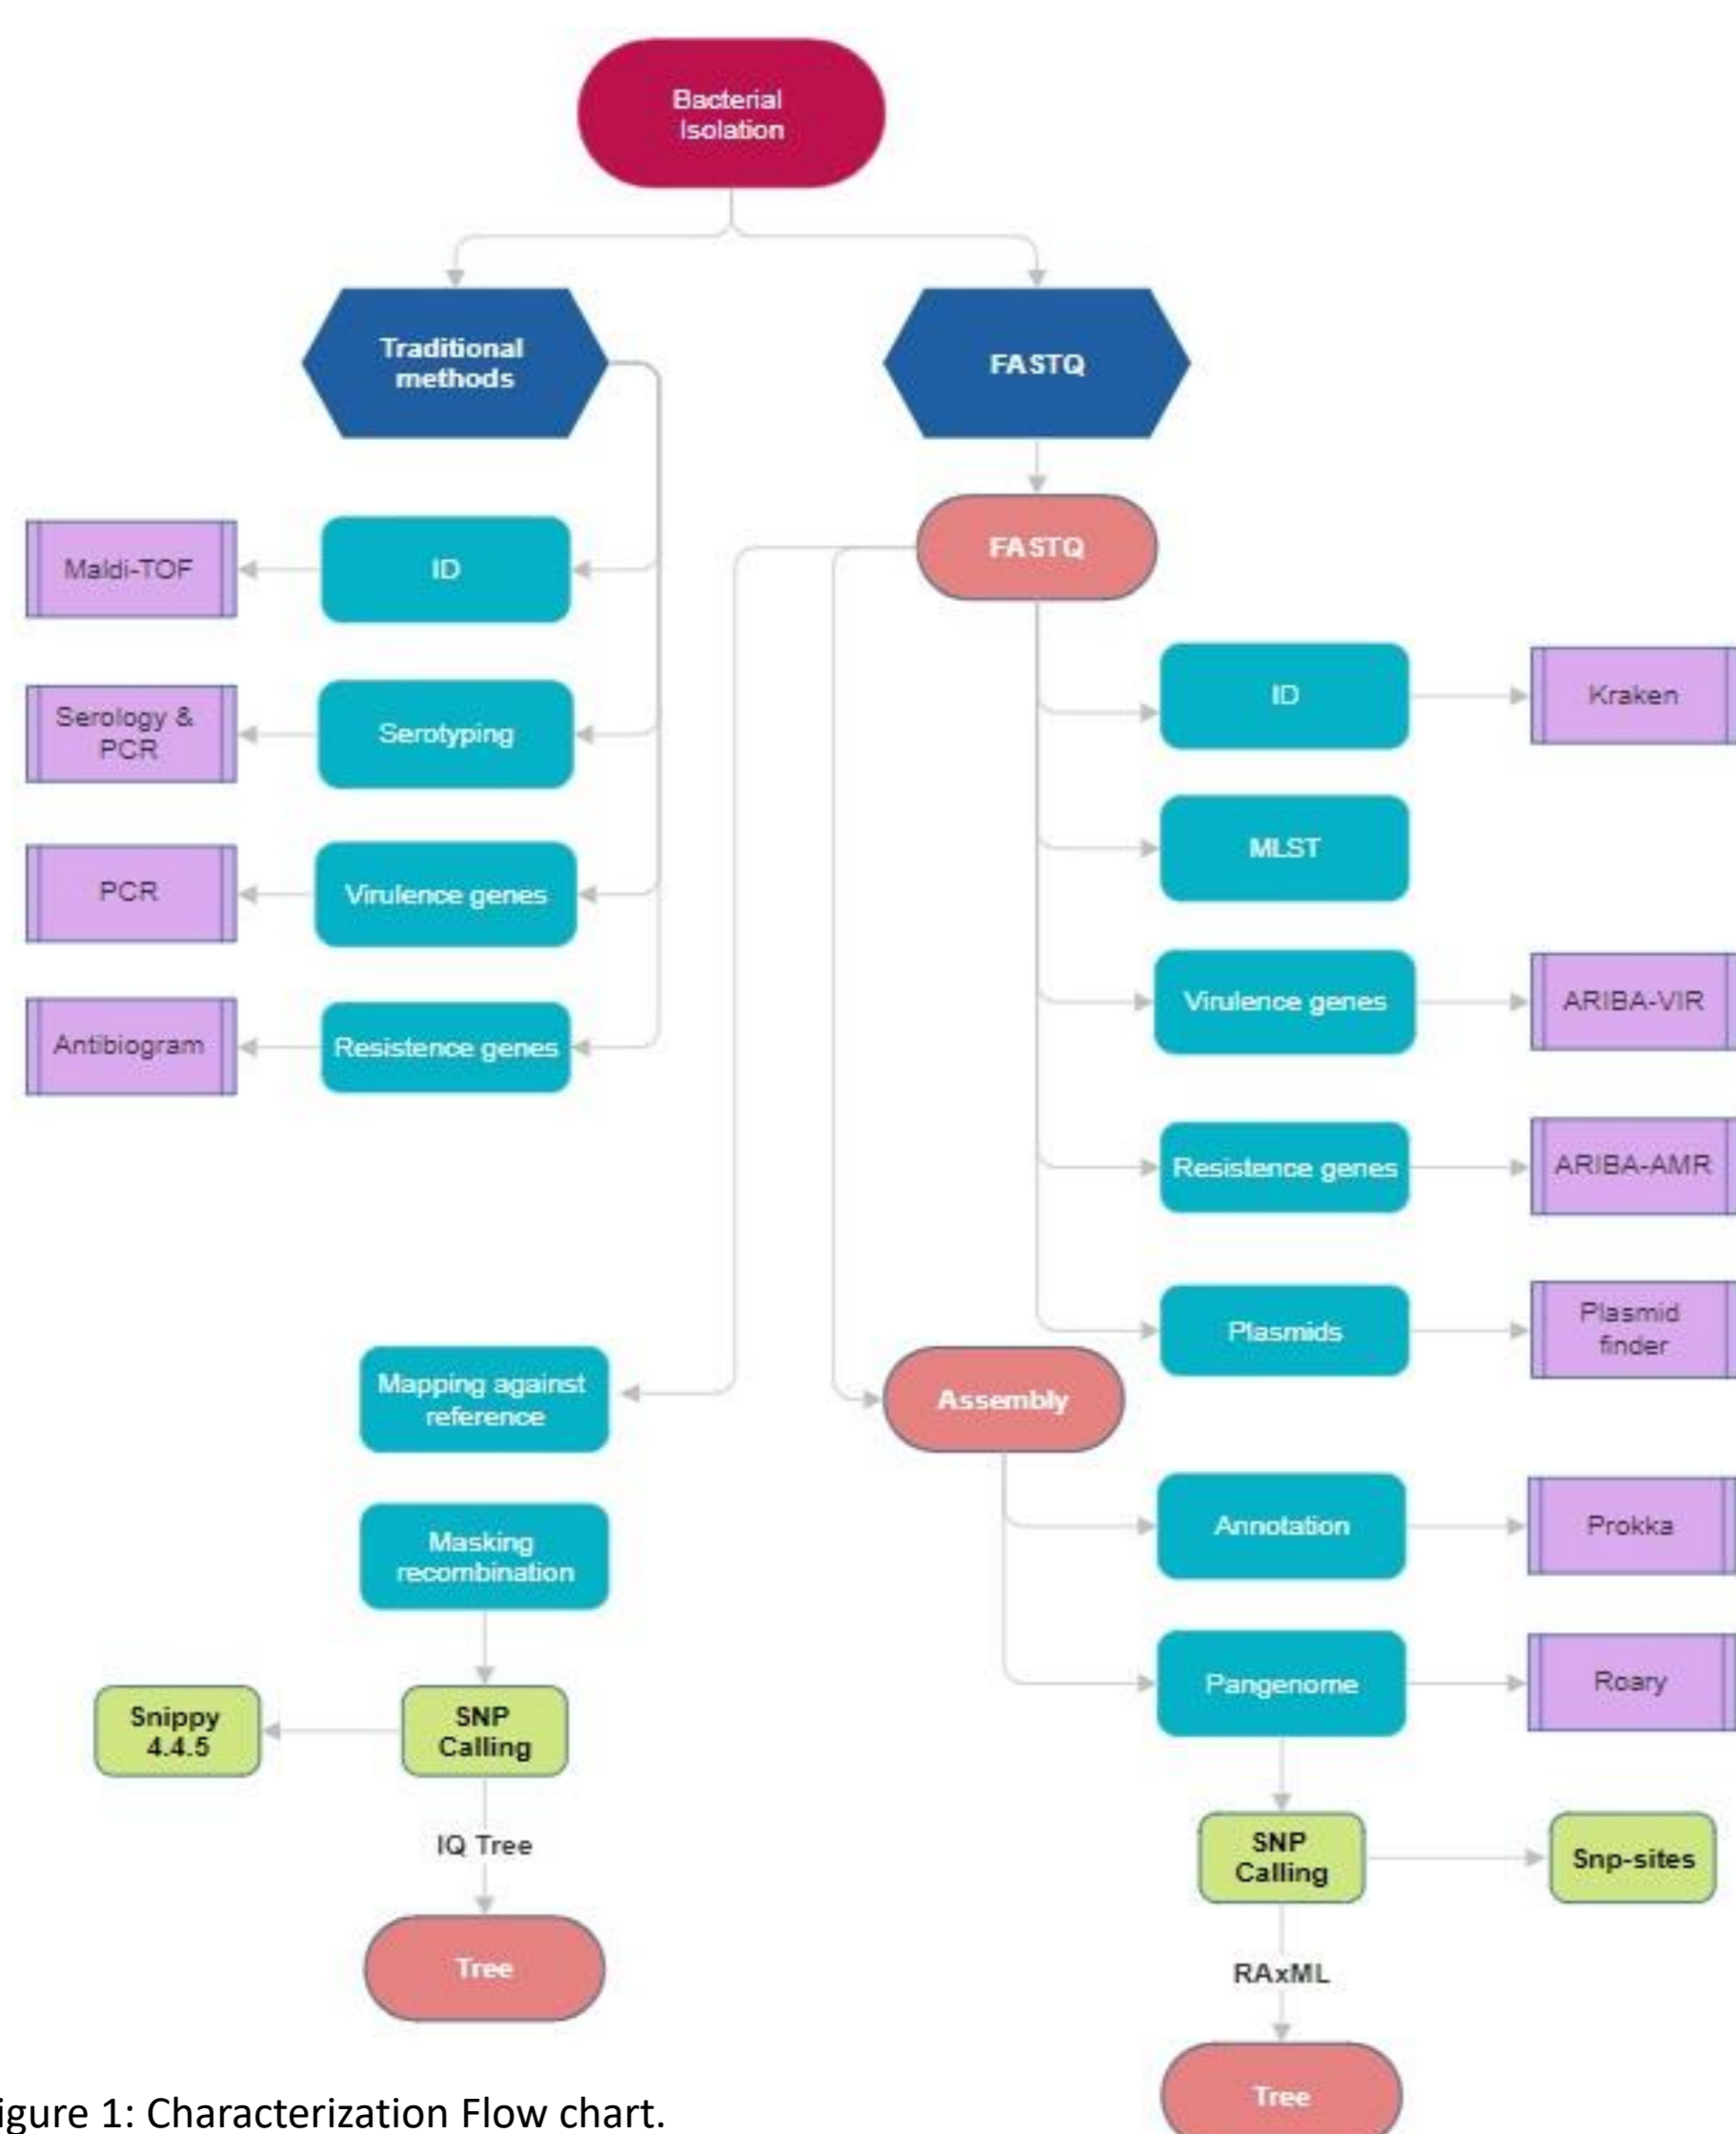 Bacterial
Isolation
Traditional
methods
FASTQ
FASTQ
Maldi-TOF
ID
Serology &
PCR
Serotyping
PCR
Virulence genes
Antibiogram
Resistence genes
ID
Kraken
MLST
Virulence genes
ARIBA-VIR
Resistence genes
ARIBA-AMR
Plasmids
Plasmid
finder
Mapping against
reference
Assembly
Masking
recombination
Annotation
Prokka
Pangenome
Roary
Snippy
4.4.5
SNP
Calling
IQ Tree
Tree
SNP
Calling
Snp-sites
RAxML
Tree
igure 1: Characterization Flow chart.